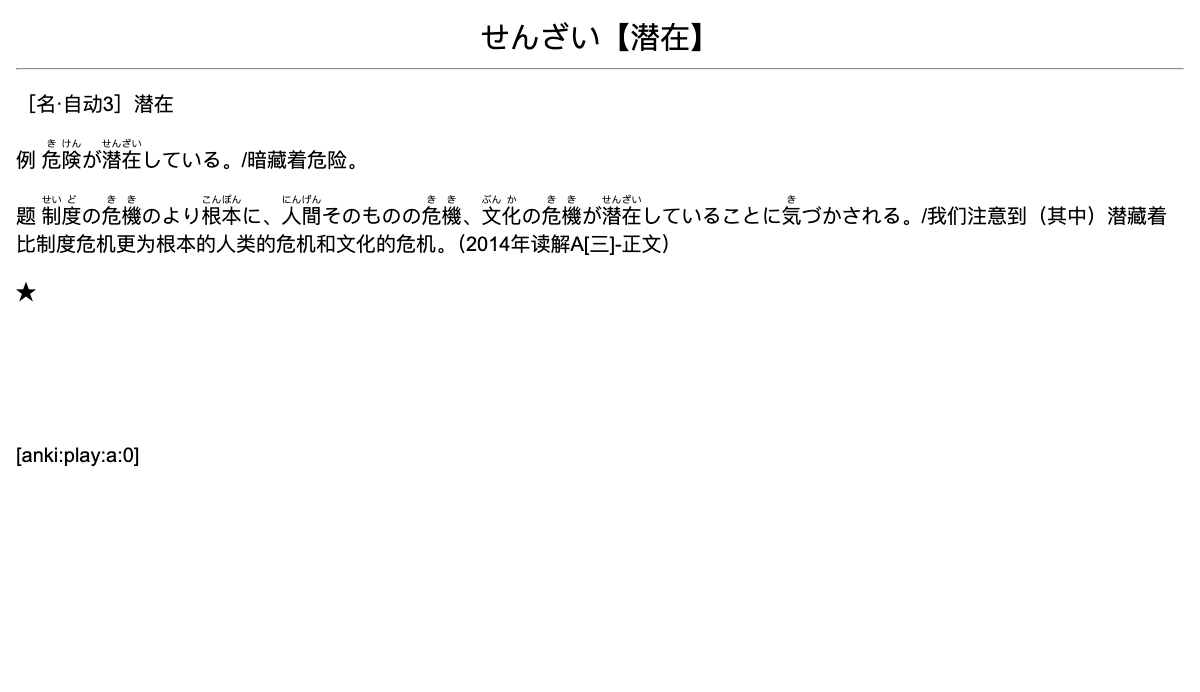 せんざい【潜在】
［名·自动3］潜在
き けん せんざい
例 危険が潜在している。/暗藏着危险。
せい ど き き こんぽん にんげん き き ぶん か き き せんざい き
题 制度の危機のより根本に、人間そのものの危機、文化の危機が潜在していることに気づかされる。/我们注意到（其中）潜藏着
比制度危机更为根本的人类的危机和文化的危机。（2014年读解A[三]-正文）
★
[anki:play:a:0]